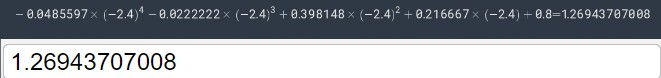 − 0.0485597 × (−2.4)⁴ − 0.0222222 × (−2.4)³ + 0.398148 × (−2.4)² + 0.216667 × (−2.4) + 0.8=1.26943707008
1.26943707008